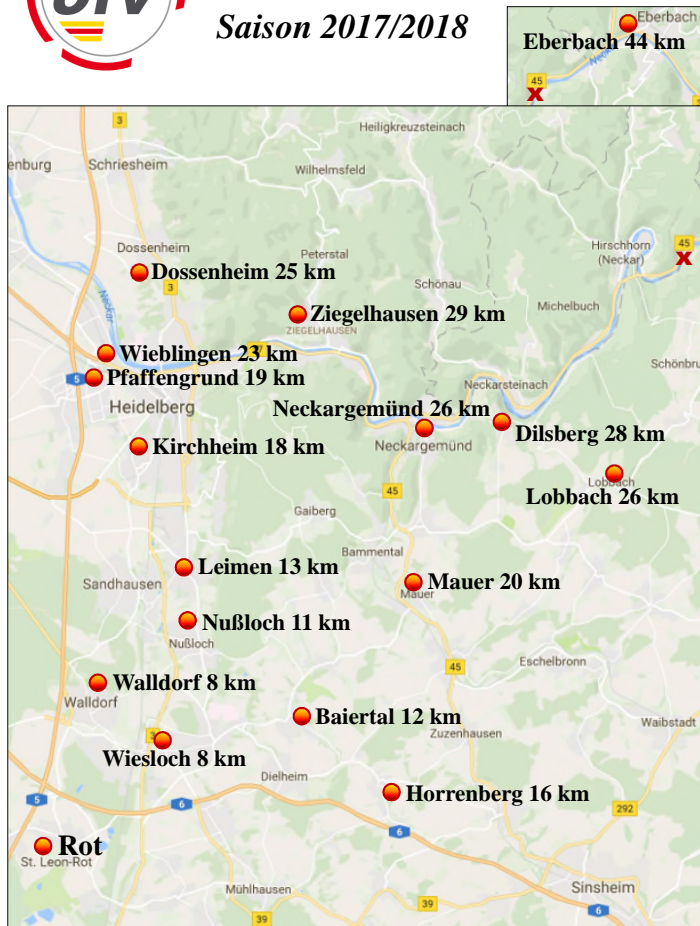 Saison 2017/2018
Eberbach
Eberbach 44 km
45
x
3
Heiligkreuzsteinach
enburg
Schriesheim
Wilhelmsfeld
Dossenheim
Peterstal
Hirschhorn
(Neckar)
45
x
Dossenheim 25 km
3
Schönau
Neckar
Michelbuch
Ziegelhausen 29 km
ZIEGELHAUSEN
Wieblingen 23 km
Schönbru
5
Pfaffengrund 19 km
Neckarsteinach
Heidelberg
Neckargemünd 26 km
Dilsberg 28 km
Neckargemünd
Kirchheim 18 km
Lobbach
Lobbach 26 km
45
Gaiberg
Bammental
Leimen 13 km
Sandhausen
Mauer 20 km
Mauer
Nußloch 11 km
Nußloch
Eschelbronn
45
Walldorf 8 km
Walldorf
Baiertal 12 km
Waibstadt
Zuzenhausen
3
Wiesloch 8 km
Dielheim
Horrenberg 16 km
5
6
292
6
Rot
St. Leon-Rot
Mühlhausen
Sinsheim
39
6
39